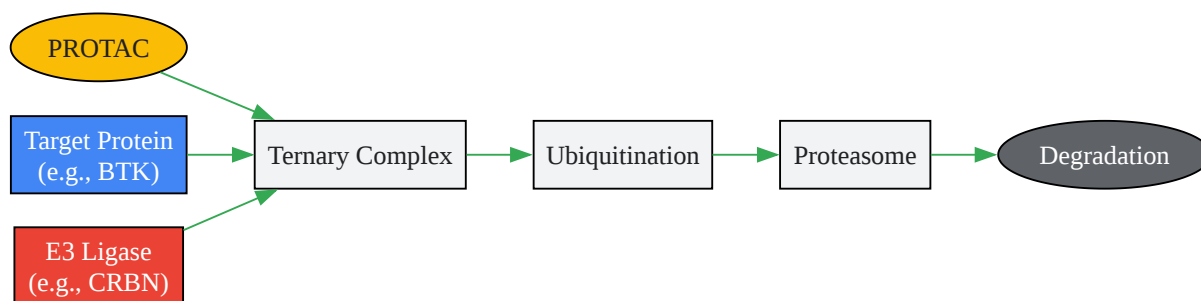 PROTAC
Target Protein
(e.g., BTK)
E3 Ligase
(e.g., CRBN)
Ternary Complex
Ubiquitination
Proteasome
Degradation